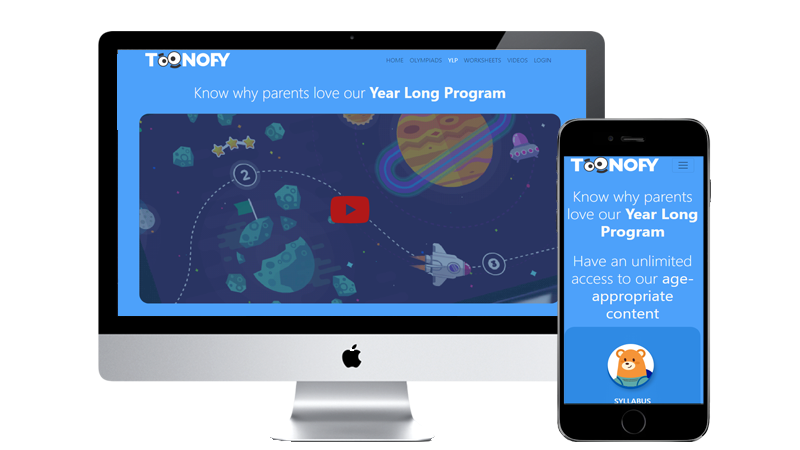 TOONOFY
HOME OLYMPIADS YLP WORKSHEETS VIDEOS LOGIN
Know why parents love our Year Long Program
2
TOONOFY
Know why parents
love our Year Long
Program
Have an unlimited
access to our age-
appropriate
content
SYLLABUS